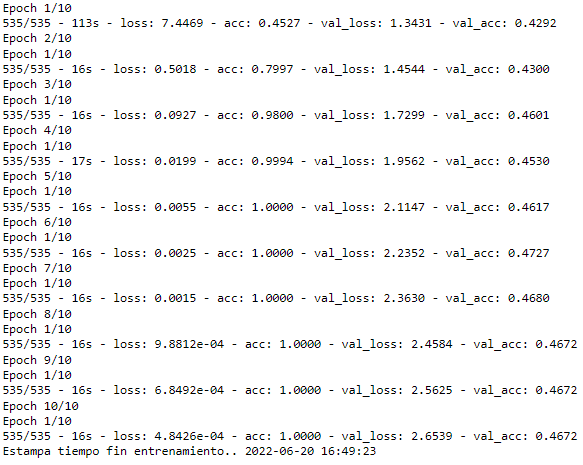 Epoch 1/10
535/535 - 113s - loss: 7.4469 - acc: 0.4527 - val_loss: 1.3431 - val_acc: 0.4292
Epoch 2/10
Epoch 1/10
535/535 - 16s - loss: 0.5018 - acc: 0.7997 - val_loss: 1.4544 - val_acc: 0.4300
Epoch 3/10
Epoch 1/10
535/535 - 16s - loss: 0.0927 - acc: 0.9800 - val_loss: 1.7299 - val_acc: 0.4601
Epoch 4/10
Epoch 1/10
535/535 - 17s - loss: 0.0199 - acc: 0.9994 - val_loss: 1.9562 - val_acc: 0.4530
Epoch 5/10
Epoch 1/10
535/535 - 16s - loss: 0.0055 - acc: 1.0000 - val_loss: 2.1147 - val_acc: 0.4617
Epoch 6/10
Epoch 1/10
535/535 - 16s - loss: 0.0025 - acc: 1.0000 - val_loss: 2.2352 - val_acc: 0.4727
Epoch 7/10
Epoch 1/10
535/535 - 16s - loss: 0.0015 - acc: 1.0000 - val_loss: 2.3630 - val_acc: 0.4680
Epoch 8/10
Epoch 1/10
535/535 - 16s - loss: 9.8812e-04 - acc: 1.0000 - val_loss: 2.4584 - val_acc: 0.4672
Epoch 9/10
Epoch 1/10
535/535 - 16s - loss: 6.8492e-04 - acc: 1.0000 - val_loss: 2.5625 - val_acc: 0.4672
Epoch 10/10
Epoch 1/10
535/535 - 16s - loss: 4.8426e-04 - acc: 1.0000 - val_loss: 2.6539 - val_acc: 0.4672
Estampa tiempo fin entrenamiento.. 2022-06-20 16:49:23